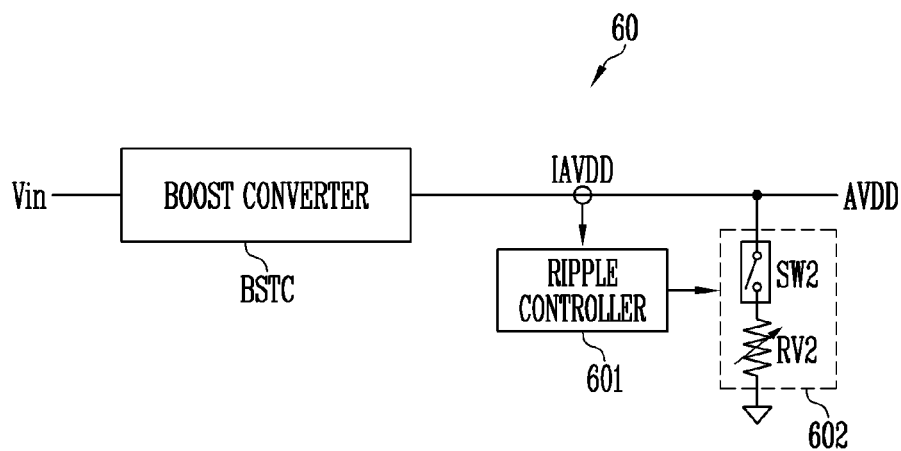 60
IAVDD
Vin
BOOST CONVERTER
AVDD
BSTC
RIPPLE
CONTROLLER
SW2
RV2
601
602